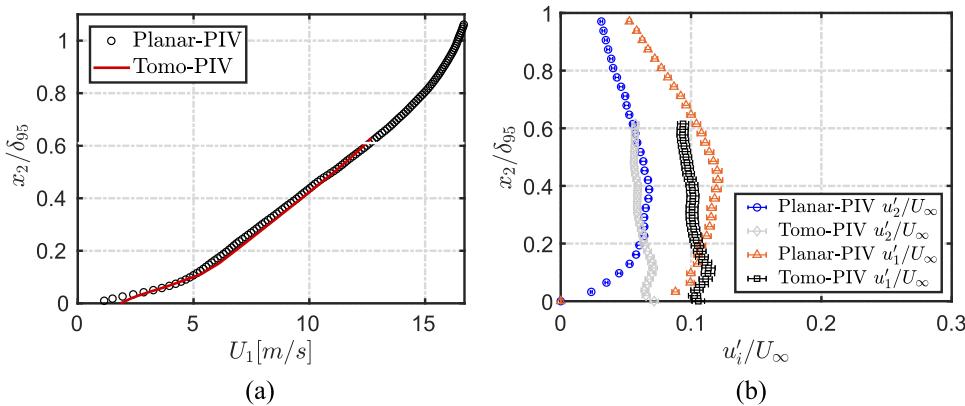 1
0.8
0.6
0.4
0.2
0
x₂/δ₉₅
Planar-PIV
Tomo-PIV
0 5 10 15
U₁[m/s]
(a)
1
0.8
0.6
0.4
0.2
0
x₂/δ₉₅
Planar-PIV u′₂/U∞
Tomo-PIV u′₂/U∞
Planar-PIV u′₁/U∞
Tomo-PIV u′₁/U∞
0 0.1 0.2 0.3
u′ᵢ/U∞
(b)